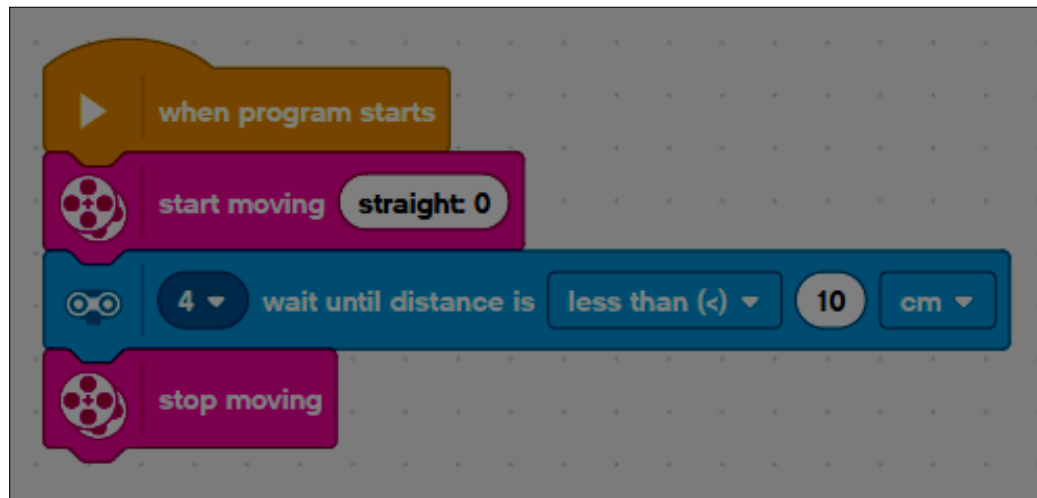 when program starts
start moving straight: 0
4 wait until distance is less than (<) 10 cm
stop moving